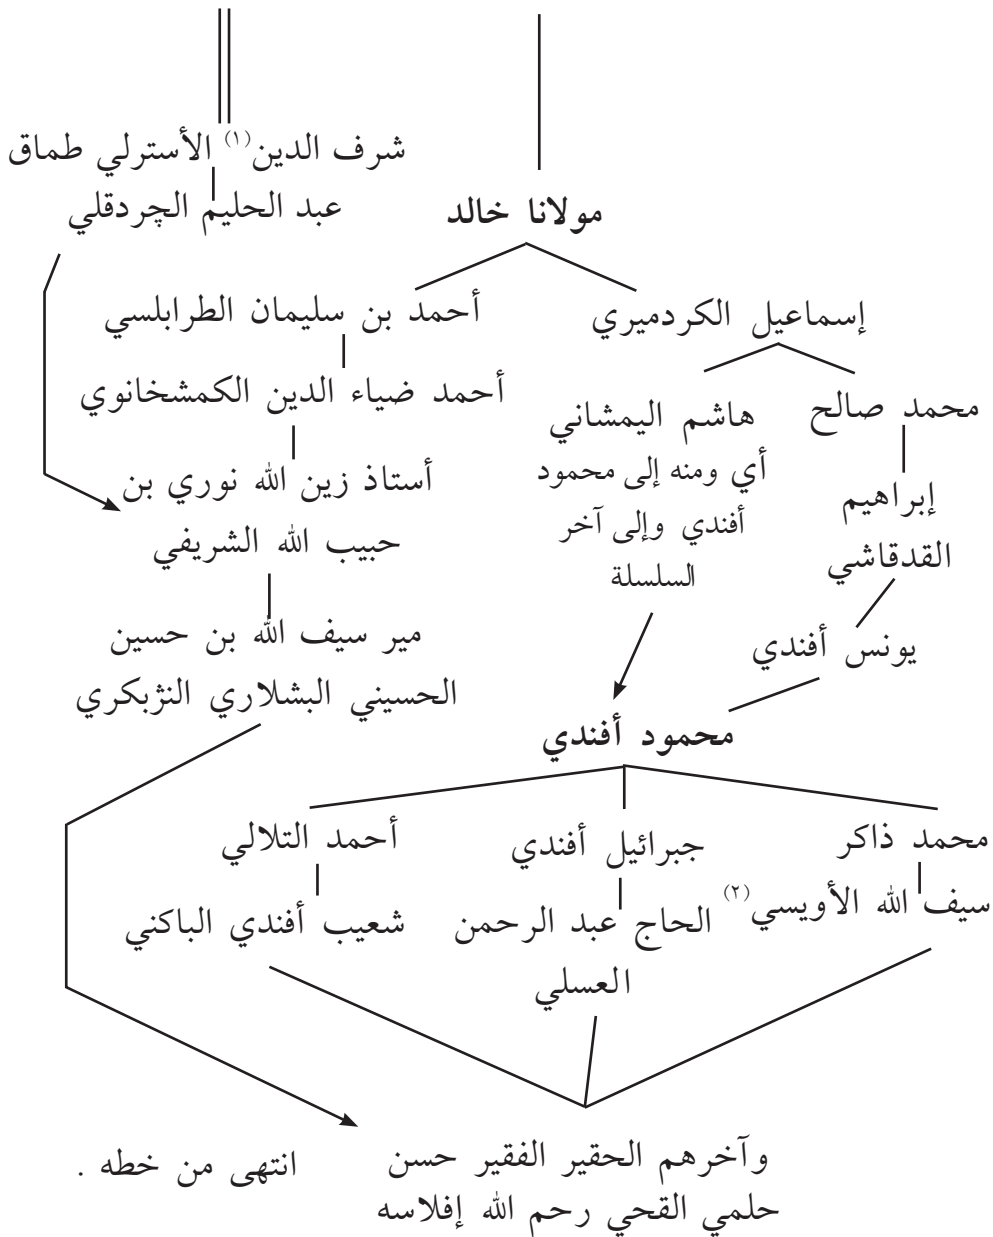 شرف الدين(١) الأسترلي طماق
عبد الحليم الچردقلي
مولانا خالد
أحمد بن سليمان الطرابلسي
إسماعيل الكردميري
أحمد ضياء الدين الكمشخانوي
هاشم اليمشاني
محمد صالح
أي ومنه إلى محمود
أفندي وإلى آخر
السلسلة
أستاذ زين الله نوري بن
حبيب الله الشريفي
إبراهيم
القدقاشي
مير سيف الله بن حسين
الحسيني البشلاري النژبكري
يونس أفندي
محمود أفندي
محمد ذاكر
جبرائيل أفندي
أحمد التلالي
سيف الله الأويسي(٢)
الحاج عبد الرحمن
العسلي
شعيب أفندي الباكني
وآخرهم الحقير الفقير حسن
حلمي القحي رحم الله إفلاسه
انتهى من خطه .